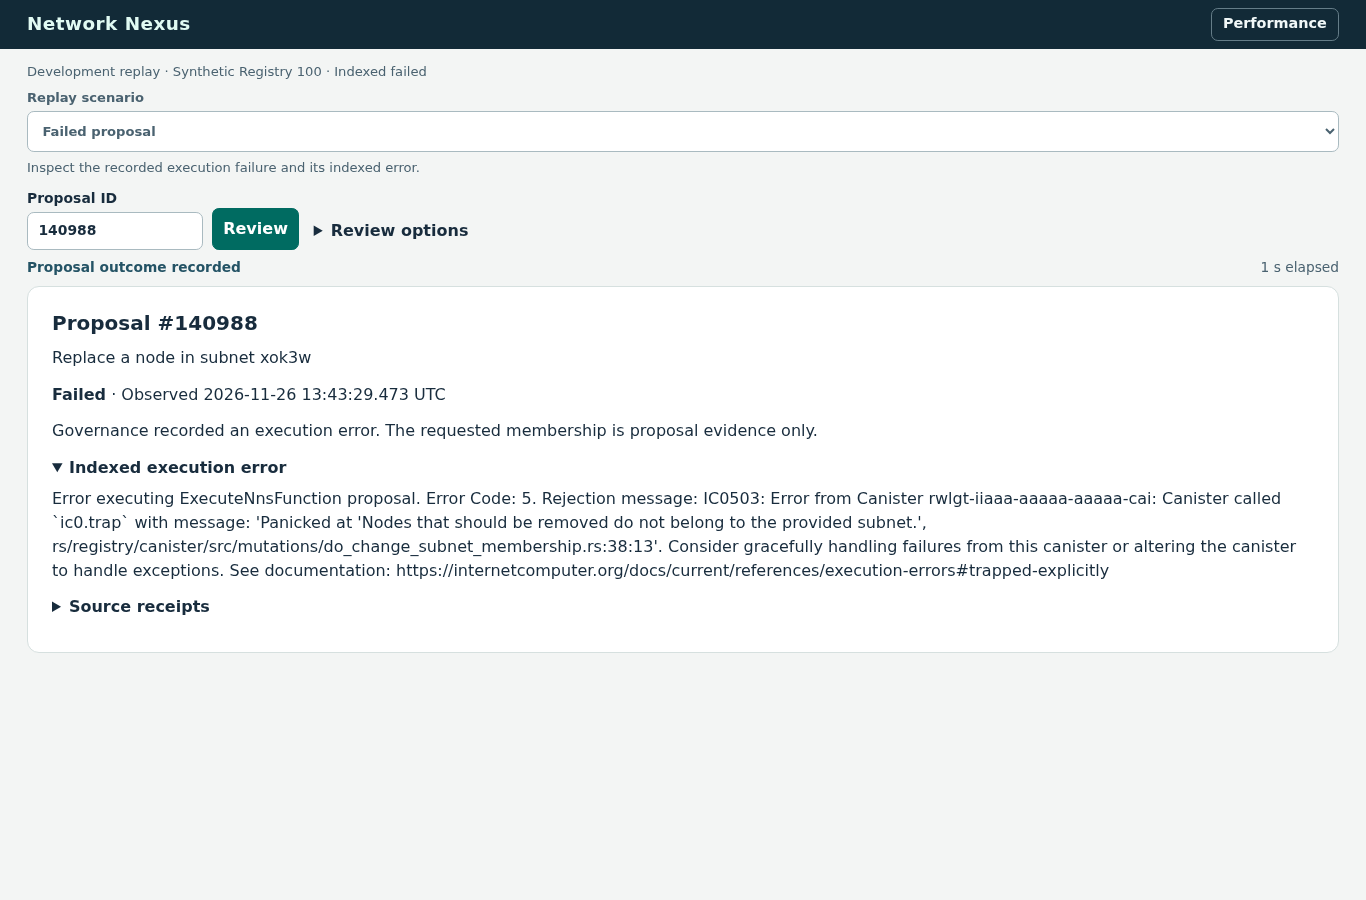 Network Nexus
Performance
Development replay · Synthetic Registry 100 · Indexed failed
Replay scenario
Failed proposal
Inspect the recorded execution failure and its indexed error.
Proposal ID
140988
Review
Review options
Proposal outcome recorded
1 s elapsed
Proposal #140988
Replace a node in subnet xok3w
Failed · Observed 2026-11-26 13:43:29.473 UTC
Governance recorded an execution error. The requested membership is proposal evidence only.
Indexed execution error
Error executing ExecuteNnsFunction proposal. Error Code: 5. Rejection message: IC0503: Error from Canister rwlgt-iiaaa-aaaaa-aaaaa-cai: Canister called
`ic0.trap` with message: 'Panicked at 'Nodes that should be removed do not belong to the provided subnet.',
rs/registry/canister/src/mutations/do_change_subnet_membership.rs:38:13'. Consider gracefully handling failures from this canister or altering the canister
to handle exceptions. See documentation: https://internetcomputer.org/docs/current/references/execution-errors#trapped-explicitly
Source receipts